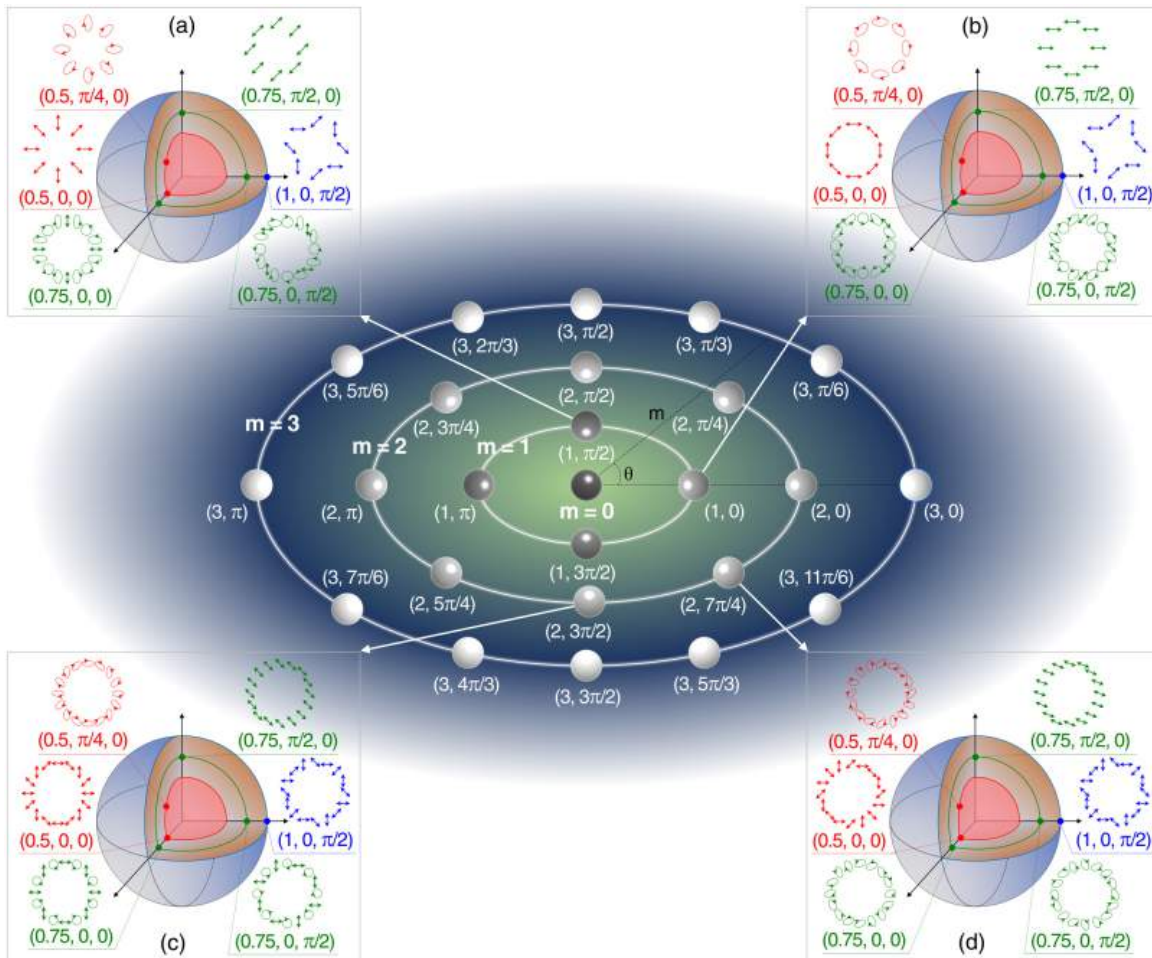 (a)
(0.5, π/4, 0)
(0.75, π/2, 0)
(0.5, 0, 0)
(1, 0, π/2)
(0.75, 0, 0)
(0.75, 0, π/2)
(b)
(0.5, π/4, 0)
(0.75, π/2, 0)
(0.5, 0, 0)
(1, 0, π/2)
(0.75, 0, 0)
(0.75, 0, π/2)
(3, π/2)
(3, 2π/3)
(3, π/3)
(3, 5π/6)
(3, π/6)
(2, π/2)
m
m = 3
(2, 3π/4)
(2, π/4)
m = 2
m = 1
(1, π/2)
θ
(3, π)
(2, π)
(1, π)
m = 0
(1, 0)
(2, 0)
(3, 0)
(1, 3π/2)
(3, 7π/6)
(3, 11π/6)
(2, 5π/4)
(2, 7π/4)
(2, 3π/2)
(3, 4π/3)
(3, 3π/2)
(3, 5π/3)
(0.5, π/4, 0)
(0.75, π/2, 0)
(0.5, 0, 0)
(1, 0, π/2)
(0.75, 0, 0)
(0.75, 0, π/2)
(c)
(0.5, π/4, 0)
(0.75, π/2, 0)
(0.5, 0, 0)
(1, 0, π/2)
(0.75, 0, 0)
(0.75, 0, π/2)
(d)